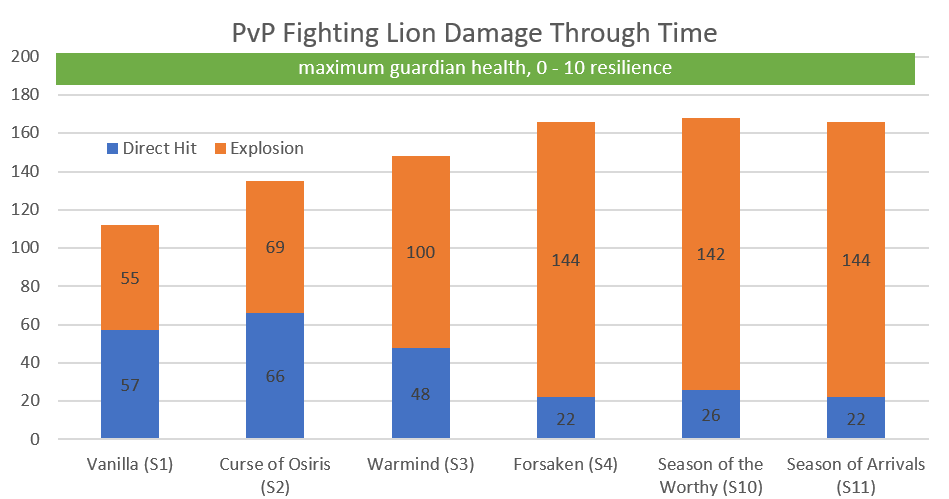 PvP Fighting Lion Damage Through Time
200
maximum guardian health, 0 - 10 resilience
180
160
Direct Hit Explosion
140
120
100
80
60
40
20
0
55
57
69
66
100
48
144
22
142
26
144
22
Vanilla (S1)
Curse of Osiris
(S2)
Warmind (S3)
Forsaken (S4)
Season of the
Worthy (S10)
Season of Arrivals
(S11)